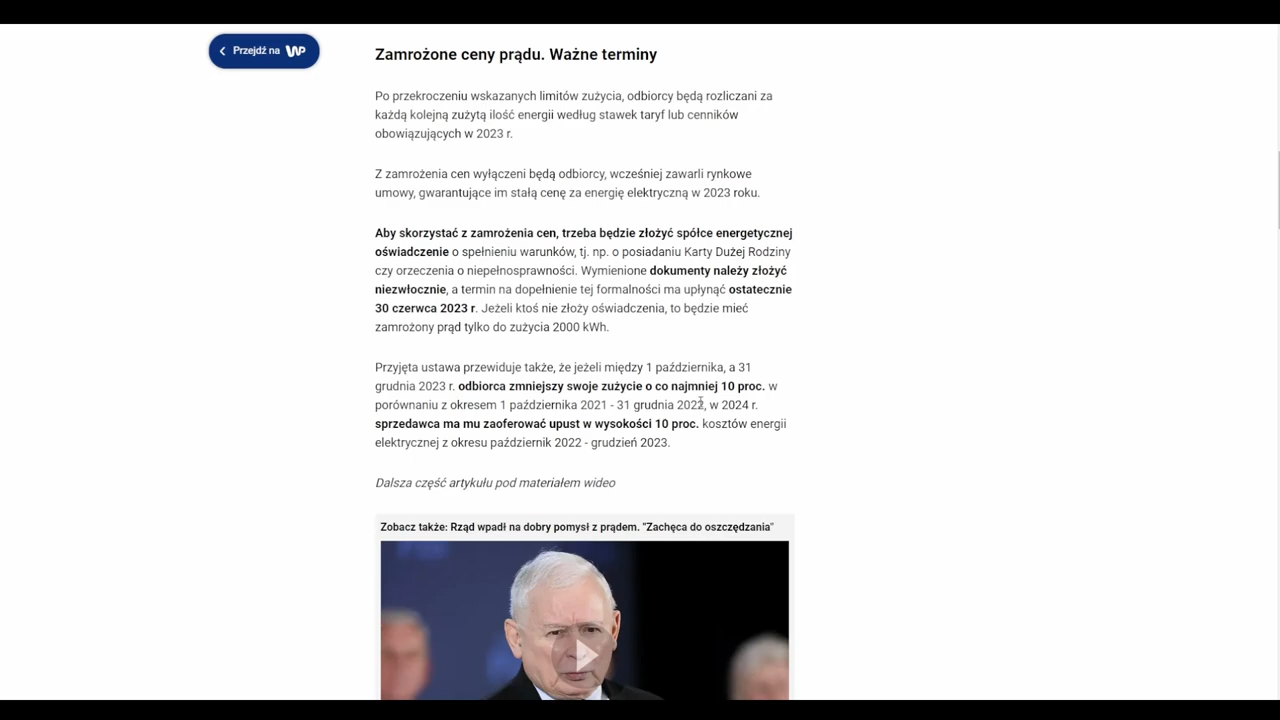 Przejdź na WP
Zamrożone ceny prądu. Ważne terminy
Po przekroczeniu wskazanych limitów zużycia, odbiorcy będą rozliczani za
każdą kolejną zużytą ilość energii według stawek taryf lub cenników
obowiązujących w 2023 r.
Z zamrożenia cen wyłączeni będą odbiorcy, wcześniej zawarli rynkowe
umowy, gwarantujące im stałą cenę za energię elektryczną w 2023 roku.
Aby skorzystać z zamrożenia cen, trzeba będzie złożyć spółce energetycznej
oświadczenie o spełnieniu warunków, tj. np. o posiadaniu Karty Dużej Rodziny
czy orzeczenia o niepełnosprawności. Wymienione dokumenty należy złożyć
niezwłocznie, a termin na dopełnienie tej formalności ma upłynąć ostatecznie
30 czerwca 2023 r. Jeżeli ktoś nie złoży oświadczenia, to będzie mieć
zamrożony prąd tylko do zużycia 2000 kWh.
Przyjęta ustawa przewiduje także, że jeżeli między 1 października, a 31
grudnia 2023 r. odbiorca zmniejszy swoje zużycie o co najmniej 10 proc. w
porównaniu z okresem 1 października 2021 - 31 grudnia 2022, w 2024 r.
sprzedawca ma mu zaoferować upust w wysokości 10 proc. kosztów energii
elektrycznej z okresu październik 2022 - grudzień 2023.
Dalsza część artykułu pod materiałem wideo
Zobacz także: Rząd wpadł na dobry pomysł z prądem. "Zachęca do oszczędzania"